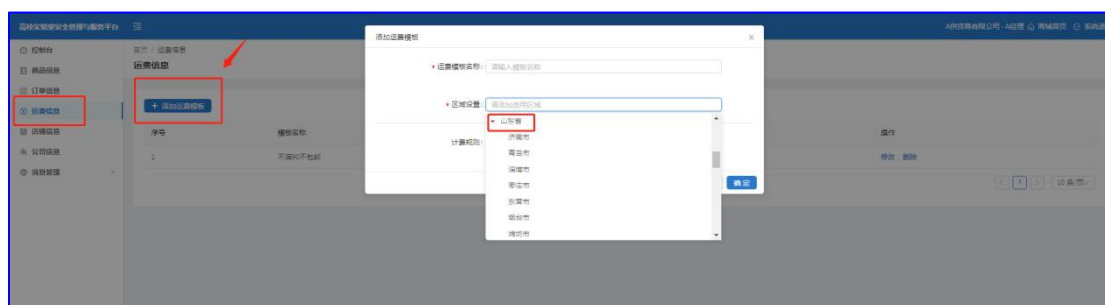 高校实验室安全管理与服务平台
A供货商有限公司-A经理 商城首页 系统退
控制台
商品信息
订单信息
运费信息
店铺信息
公司信息
消息管理
首页 / 运费信息
运费信息
+ 添加运费模板
序号 模板名称 操作
1 不满如不包邮 修改 删除
< 1 > 10 条/页
添加运费模板 ×
* 运费模板名称: 请输入模板名称
* 区域设置: 请添加适用区域
山东省
济南市
青岛市
淄博市
枣庄市
东营市
烟台市
潍坊市
计算规则:
确定